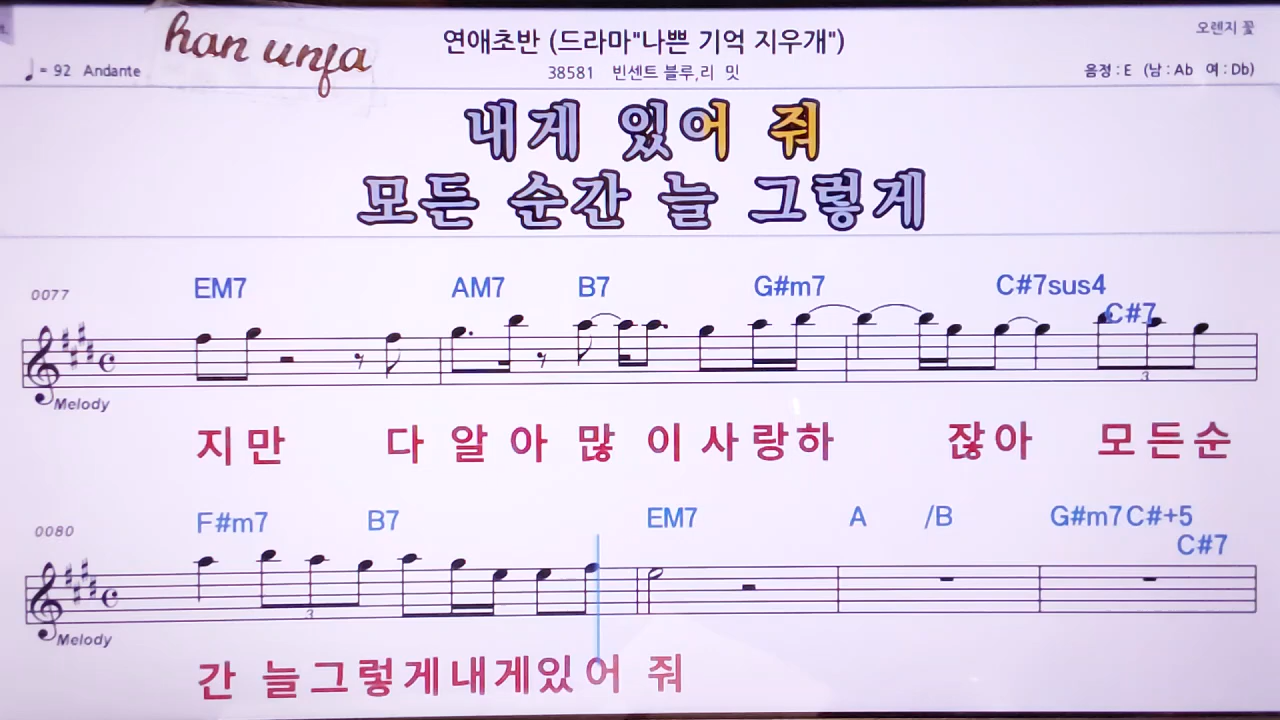 han unja
연애초반 (드라마"나쁜 기억 지우개")
오렌지 꽃
♩= 92 Andante
38581 빈센트 블루,리 밋
음정 : E (남 : Ab 여 : Db)
내게 있어 줘
모든 순간 늘 그렇게
0077
EM7 AM7 B7 G#m7 C#7sus4 C#7
3
Melody
지만 다 알 아 많 이 사 랑 하 잖아 모든순
0080
F#m7 B7 EM7 A /B G#m7 C#+5 C#7
3
Melody
간 늘그렇게내게있어 줘